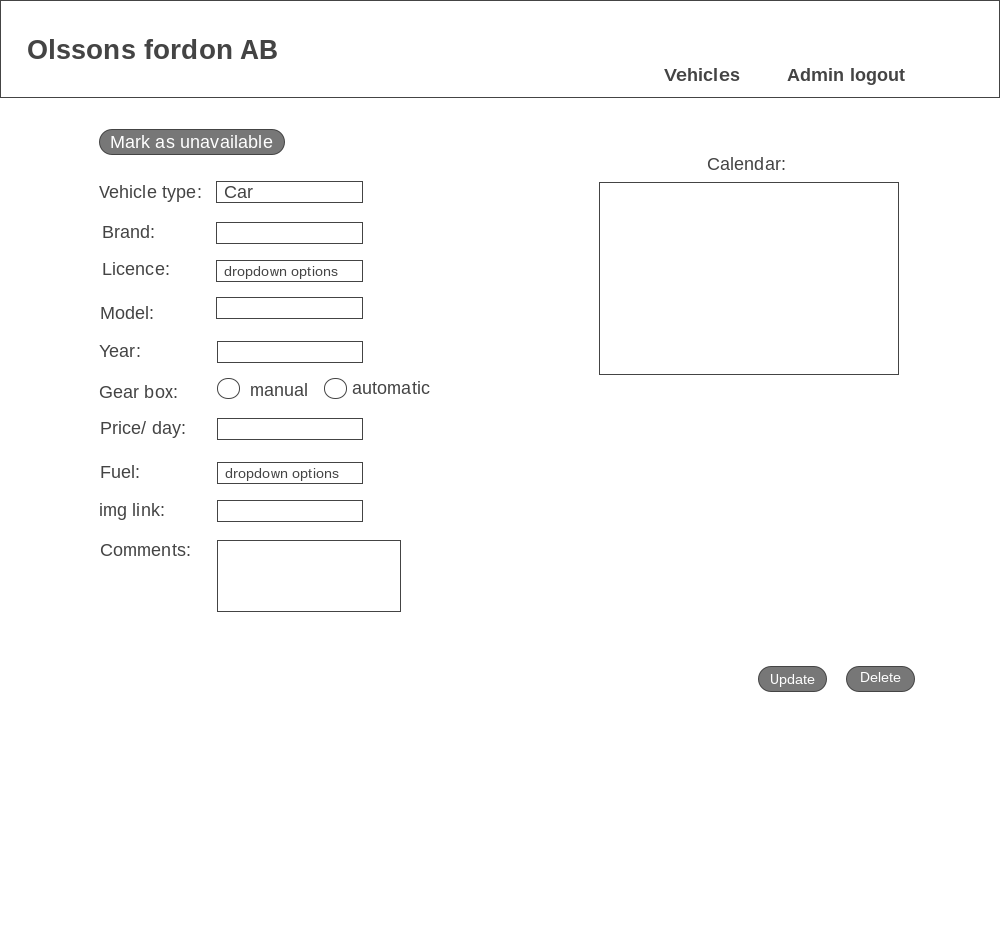 Olssons fordon AB
Vehicles
Admin logout
Mark as unavailable
Calendar:
Vehicle type: Car
Brand:
Licence: dropdown options
Model:
Year:
Gear box: manual automatic
Price/ day:
Fuel: dropdown options
img link:
Comments:
Update
Delete